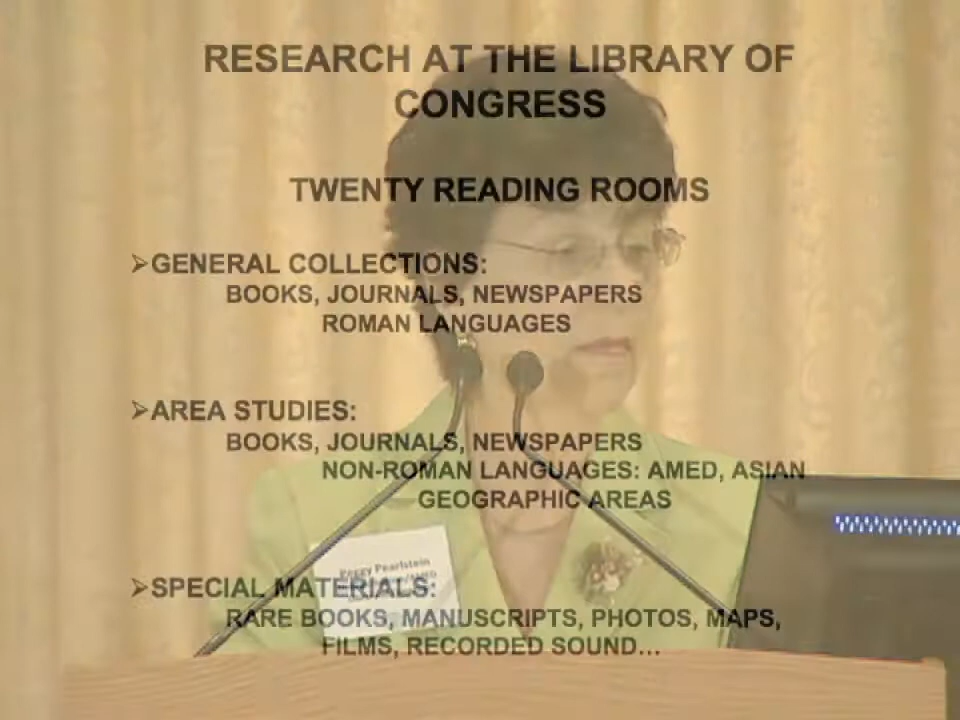 RESEARCH AT THE LIBRARY OF
CONGRESS
TWENTY READING ROOMS
➢GENERAL COLLECTIONS:
BOOKS, JOURNALS, NEWSPAPERS
ROMAN LANGUAGES
➢AREA STUDIES:
BOOKS, JOURNALS, NEWSPAPERS
NON-ROMAN LANGUAGES: AMED, ASIAN
GEOGRAPHIC AREAS
Peggy Pearlstein
➢SPECIAL MATERIALS:
RARE BOOKS, MANUSCRIPTS, PHOTOS, MAPS,
FILMS, RECORDED SOUND...